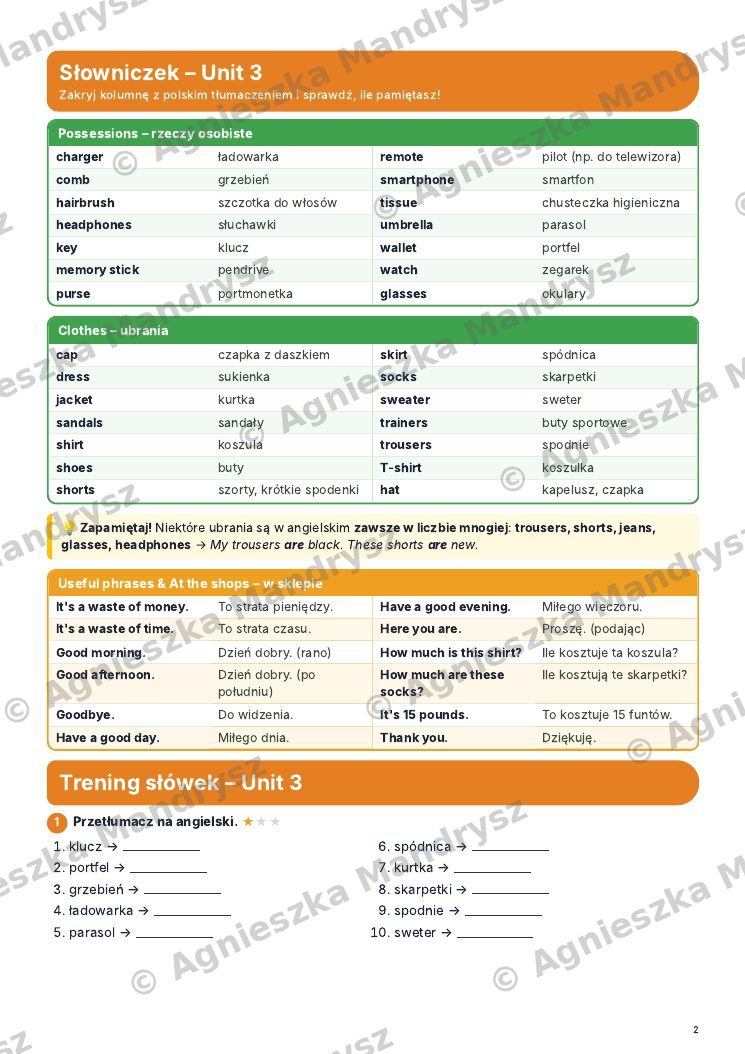 Słowniczek – Unit 3
Zakryj kolumnę z polskim tłumaczeniem i sprawdź, ile pamiętasz!
Possessions – rzeczy osobiste
charger ładowarka remote pilot (np. do telewizora)
comb grzebień smartphone smartfon
hairbrush szczotka do włosów tissue chusteczka higieniczna
headphones słuchawki umbrella parasol
key klucz wallet portfel
memory stick pendrive watch zegarek
purse portmonetka glasses okulary
Clothes – ubrania
cap czapka z daszkiem skirt spódnica
dress sukienka socks skarpetki
jacket kurtka sweater sweter
sandals sandały trainers buty sportowe
shirt koszula trousers spodnie
shoes buty T-shirt koszulka
shorts szorty, krótkie spodenki hat kapelusz, czapka
💡 Zapamiętaj! Niektóre ubrania są w angielskim zawsze w liczbie mnogiej: trousers, shorts, jeans,
glasses, headphones → My trousers are black. These shorts are new.
Useful phrases & At the shops – w sklepie
It's a waste of money. To strata pieniędzy. Have a good evening. Miłego wieczoru.
It's a waste of time. To strata czasu. Here you are. Proszę. (podając)
Good morning. Dzień dobry. (rano) How much is this shirt? Ile kosztuje ta koszula?
Good afternoon. Dzień dobry. (po How much are these Ile kosztują te skarpetki?
południu) socks?
Goodbye. Do widzenia. It's 15 pounds. To kosztuje 15 funtów.
Have a good day. Miłego dnia. Thank you. Dziękuję.
Trening słówek – Unit 3
1 Przetłumacz na angielski. ★★★
1. klucz → ___________
2. portfel → ___________
3. grzebień → ___________
4. ładowarka → ___________
5. parasol → ___________
6. spódnica → ___________
7. kurtka → ___________
8. skarpetki → ___________
9. spodnie → ___________
10. sweter → ___________
2
© Agnieszka Mandrysz